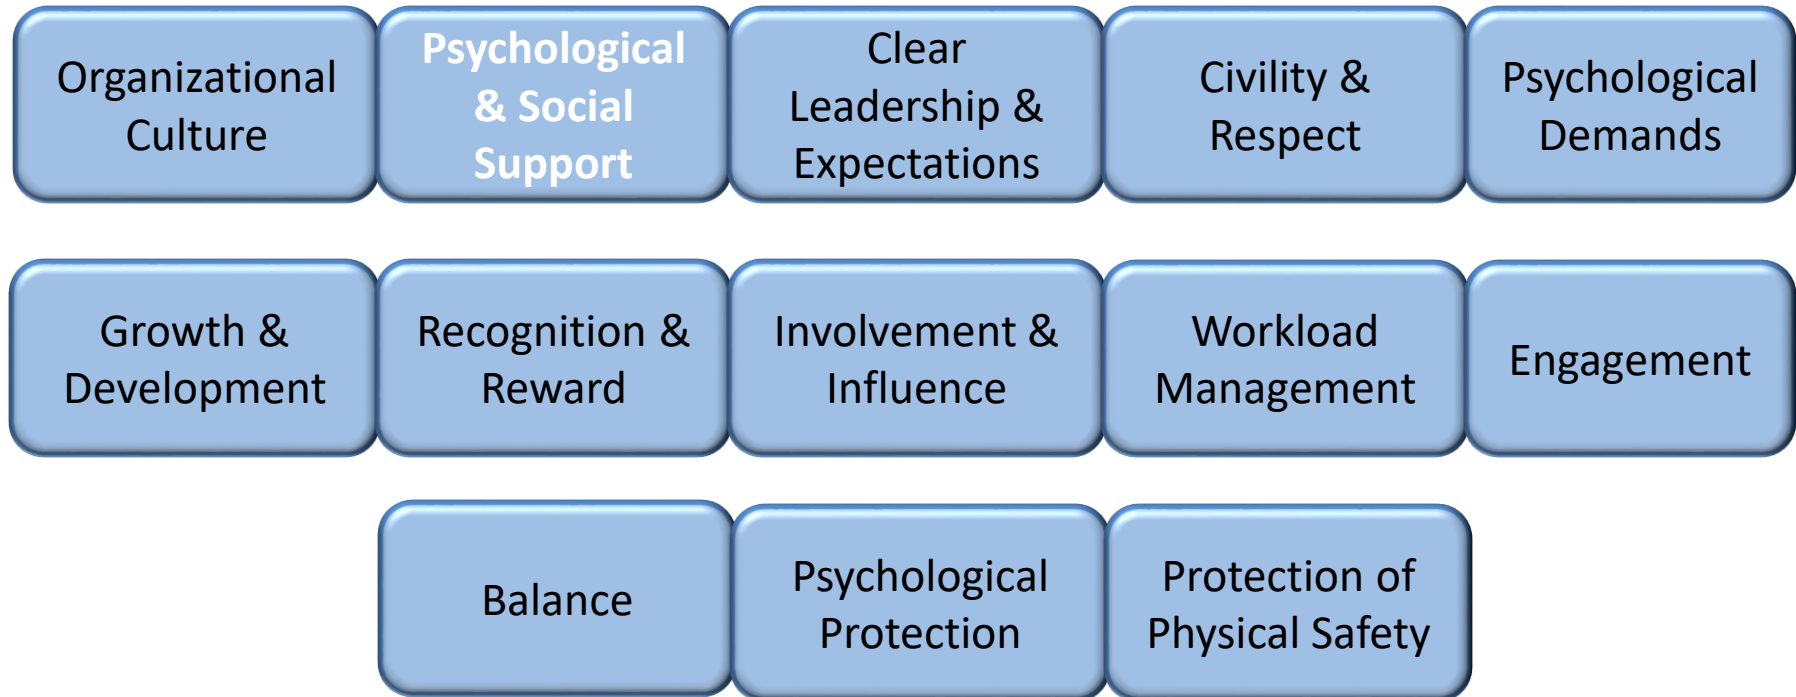 Organizational
Culture
Psychological
& Social
Support
Clear
Leadership &
Expectations
Civility &
Respect
Psychological
Demands
Growth &
Development
Recognition &
Reward
Involvement &
Influence
Workload
Management
Engagement
Balance
Psychological
Protection
Protection of
Physical Safety